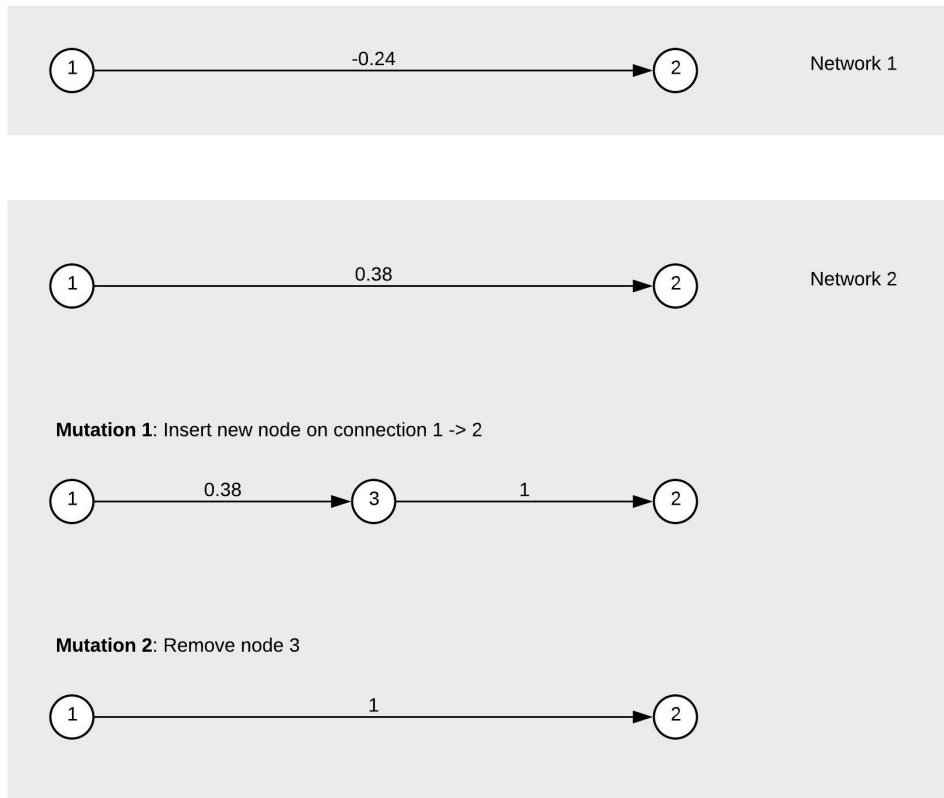 1 -0.24 2 Network 1
1 0.38 2 Network 2
Mutation 1: Insert new node on connection 1 -> 2
1 0.38 3 1 2
Mutation 2: Remove node 3
1 1 2